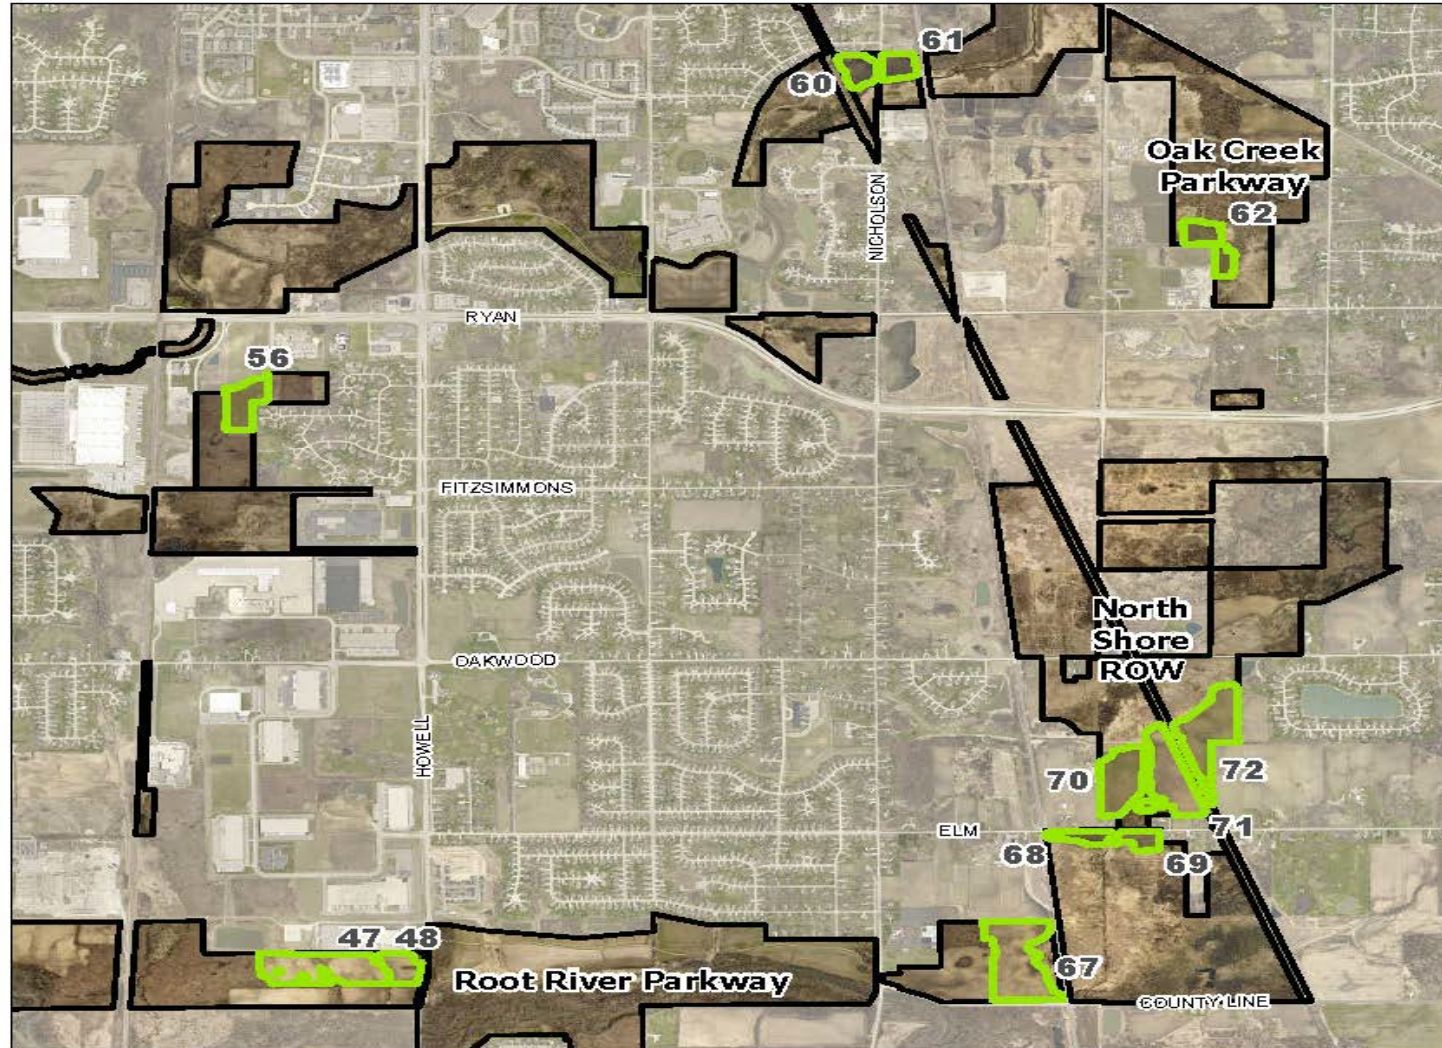 61
60
Oak Creek
Parkway
62
NICHOLSON
RYAN
56
FITZSIMMONS
North
Shore
ROW
OAKWOOD
HOWELL
70
72
ELM
71
68
69
47 48
Root River Parkway
67
COUNTY LINE